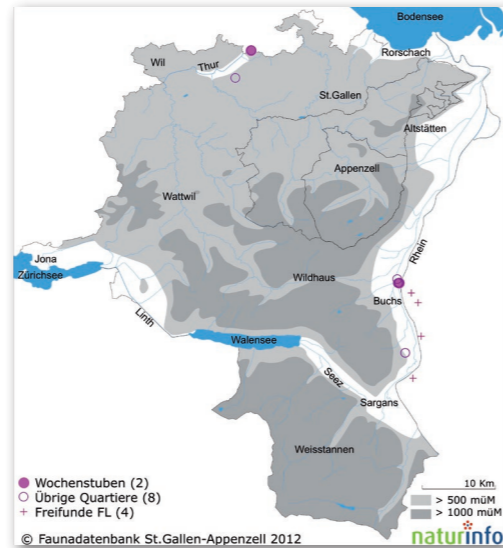 Bodensee
Rorschach
Wil
Thur
St.Gallen
Altstätten
Appenzell
Wattwil
Rhein
Jona
Zürichsee
Wildhaus
Buchs
Linth
Walensee
Seez
Sargans
Weisstannen
Wochenstuben (2)
Übrige Quartiere (8)
Freifunde FL (4)
10 Km
> 500 müM
> 1000 müM
© Faunadatenbank St.Gallen-Appenzell 2012
naturinfo